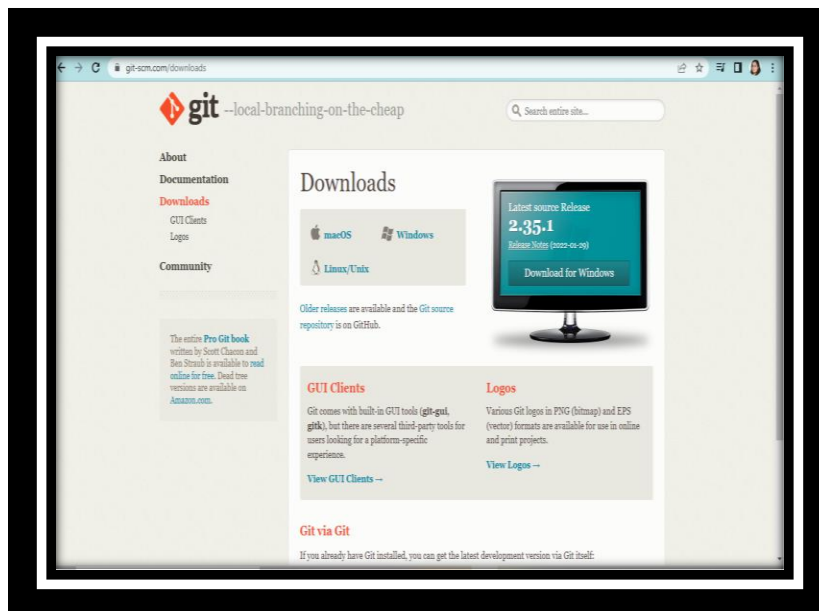 git-scm.com/downloads
git --local-branching-on-the-cheap
Search entire site...
About
Documentation
Downloads
GUI Clients
Logos
Community
The entire Pro Git book
written by Scott Chacon and
Ben Straub is available to read
online for free. Dead tree
versions are available on
Amazon.com.
Downloads
macOS
Windows
Linux/Unix
Older releases are available and the Git source
repository is on GitHub.
Latest source Release
2.35.1
Release Notes (2022-01-29)
Download for Windows
GUI Clients
Git comes with built-in GUI tools (git-gui,
gitk), but there are several third-party tools for
users looking for a platform-specific
experience.
View GUI Clients →
Logos
Various Git logos in PNG (bitmap) and EPS
(vector) formats are available for use in online
and print projects.
View Logos →
Git via Git
If you already have Git installed, you can get the latest development version via Git itself: